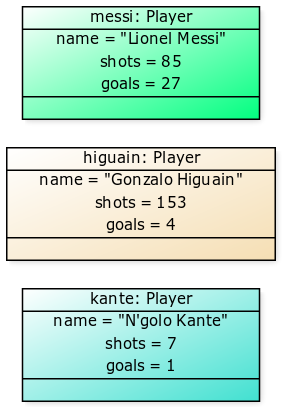 messi: Player
name = "Lionel Messi"
shots = 85
goals = 27
higuain: Player
name = "Gonzalo Higuain"
shots = 153
goals = 4
kante: Player
name = "N'golo Kante"
shots = 7
goals = 1